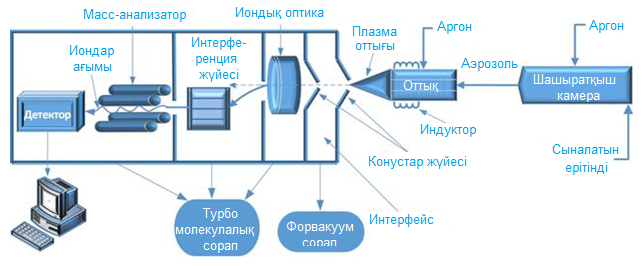 Масс-анализатор
Иондық оптика
Интерфе-
ренция
жүйесі
Иондар
ағымы
Плазма
оттығы
Аргон
Аргон
Аэрозоль
Оттық
Шашыратқыш
камера
Детектор
Индуктор
Сыналатын
ерітінді
Конустар жүйесі
Интерфейс
Турбо
молекулалық
сорап
Форвакуум
сорап